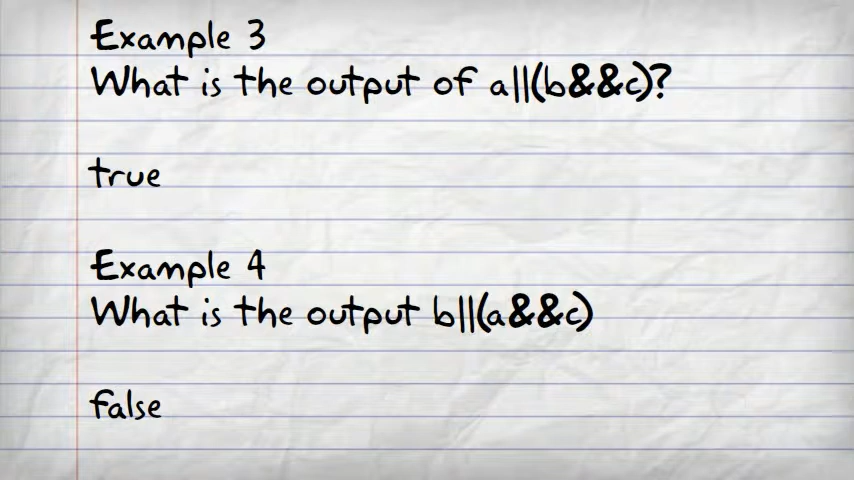 Example 3
What is the output of a||(b&&c)?
true
Example 4
What is the output b||(a&&c)
false